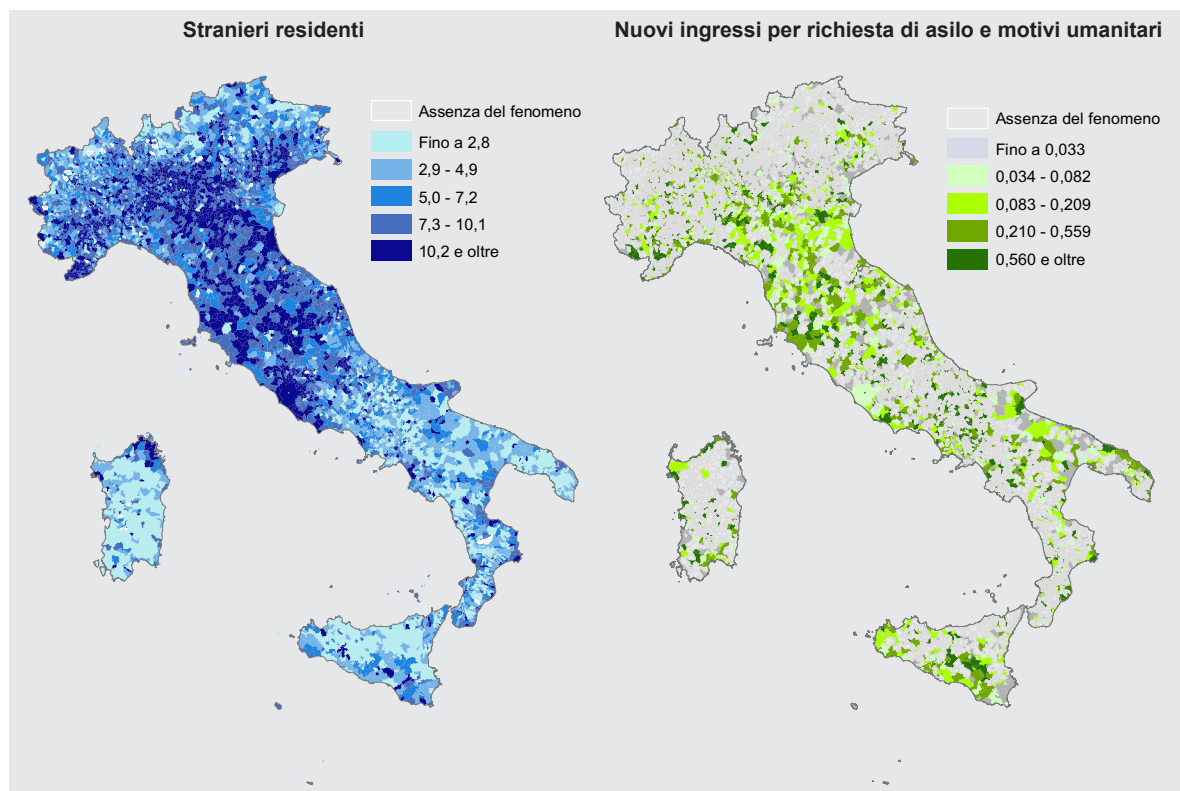 Stranieri residenti
Assenza del fenomeno
Fino a 2,8
2,9 - 4,9
5,0 - 7,2
7,3 - 10,1
10,2 e oltre
Nuovi ingressi per richiesta di asilo e motivi umanitari
Assenza del fenomeno
Fino a 0,033
0,034 - 0,082
0,083 - 0,209
0,210 - 0,559
0,560 e oltre